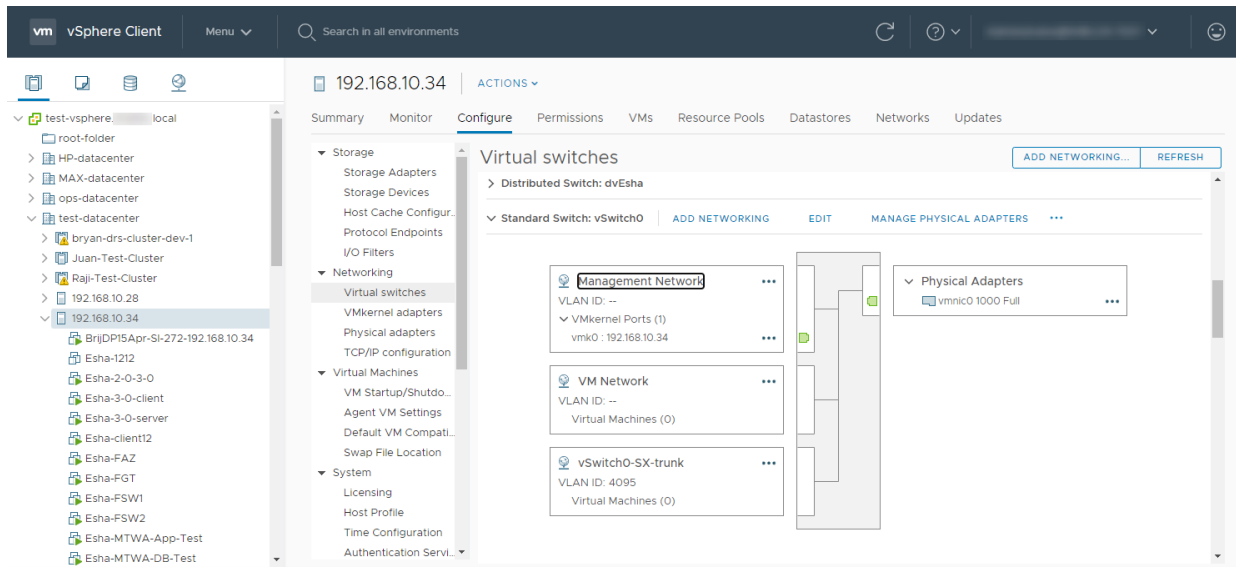 vm vSphere Client Menu Search in all environments
test-vsphere. local
root-folder
HP-datacenter
MAX-datacenter
ops-datacenter
test-datacenter
bryan-drs-cluster-dev-1
Juan-Test-Cluster
Raji-Test-Cluster
192.168.10.28
192.168.10.34
BrijDP15Apr-SI-272-192.168.10.34
Esha-1212
Esha-2-0-3-0
Esha-3-0-client
Esha-3-0-server
Esha-client12
Esha-FAZ
Esha-FGT
Esha-FSW1
Esha-FSW2
Esha-MTWA-App-Test
Esha-MTWA-DB-Test
192.168.10.34 ACTIONS
Summary Monitor Configure Permissions VMs Resource Pools Datastores Networks Updates
Storage
Storage Adapters
Storage Devices
Host Cache Configur..
Protocol Endpoints
I/O Filters
Networking
Virtual switches
VMkernel adapters
Physical adapters
TCP/IP configuration
Virtual Machines
VM Startup/Shutdo...
Agent VM Settings
Default VM Compati...
Swap File Location
System
Licensing
Host Profile
Time Configuration
Authentication Servi...
Virtual switches
ADD NETWORKING... REFRESH
Distributed Switch: dvEsha
Standard Switch: vSwitch0 ADD NETWORKING EDIT MANAGE PHYSICAL ADAPTERS ...
Management Network ...
VLAN ID: --
VMkernel Ports (1)
vmk0 : 192.168.10.34 ...
VM Network ...
VLAN ID: --
Virtual Machines (0)
vSwitch0-SX-trunk ...
VLAN ID: 4095
Virtual Machines (0)
Physical Adapters
vmnic0 1000 Full ...